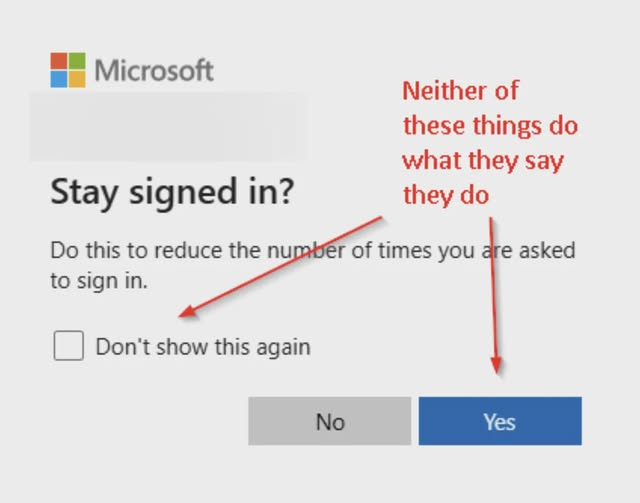 Microsoft
Neither of
these things do
what they say
they do
Stay signed in?
Do this to reduce the number of times you are asked
to sign in.
Don't show this again
No
Yes